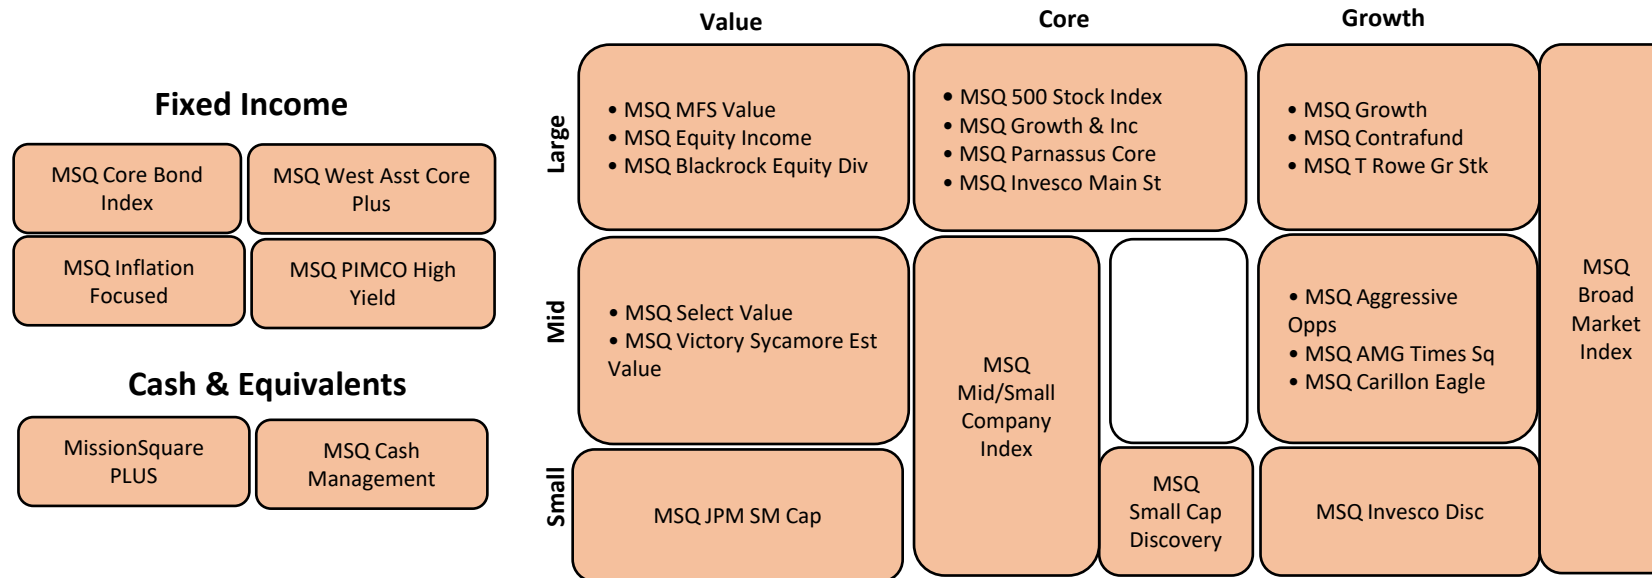 Fixed Income
MSQ Core Bond
Index
MSQ West Asst Core
Plus
MSQ Inflation
Focused
MSQ PIMCO High
Yield
Cash & Equivalents
MissionSquare
PLUS
MSQ Cash
Management
Value
Core
Growth
Large
• MSQ MFS Value
• MSQ Equity Income
• MSQ Blackrock Equity Div
• MSQ 500 Stock Index
• MSQ Growth & Inc
• MSQ Parnassus Core
• MSQ Invesco Main St
• MSQ Growth
• MSQ Contrafund
• MSQ T Rowe Gr Stk
Mid
• MSQ Select Value
• MSQ Victory Sycamore Est
Value
MSQ
Mid/Small
Company
Index
• MSQ Aggressive
Opps
• MSQ AMG Times Sq
• MSQ Carillon Eagle
MSQ
Broad
Market
Index
Small
MSQ JPM SM Cap
MSQ
Small Cap
Discovery
MSQ Invesco Disc